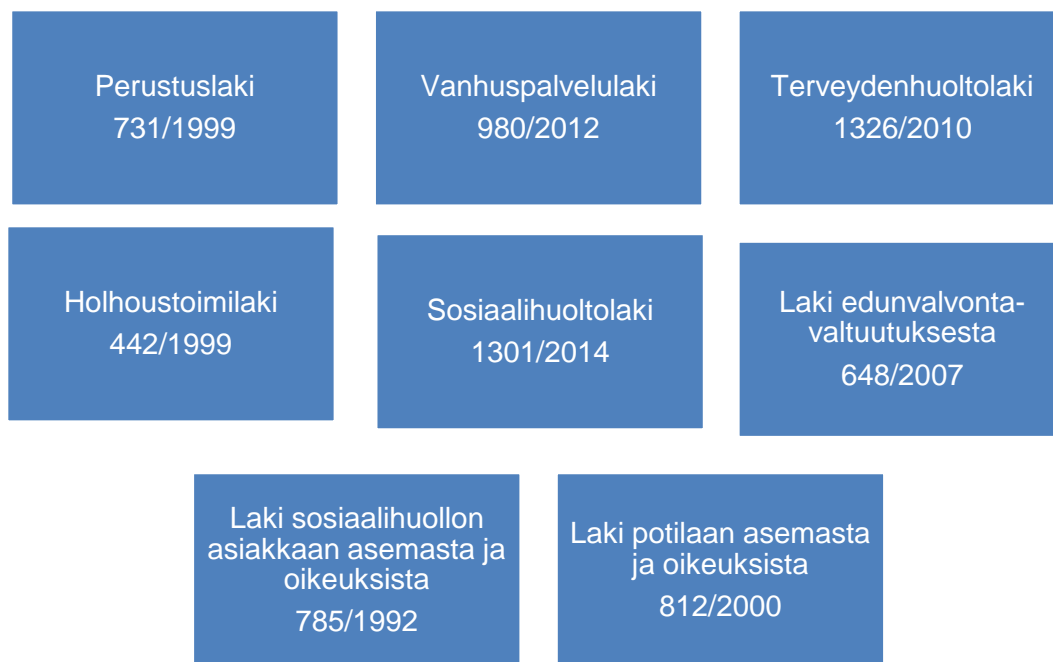 Perustuslaki
731/1999
Vanhuspalvelulaki
980/2012
Terveydenhuoltolaki
1326/2010
Holhoustoimilaki
442/1999
Sosiaalihuoltolaki
1301/2014
Laki edunvalvonta-
valtuutuksesta
648/2007
Laki sosiaalihuollon
asiakkaan asemasta ja
oikeuksista
785/1992
Laki potilaan asemasta
ja oikeuksista
812/2000